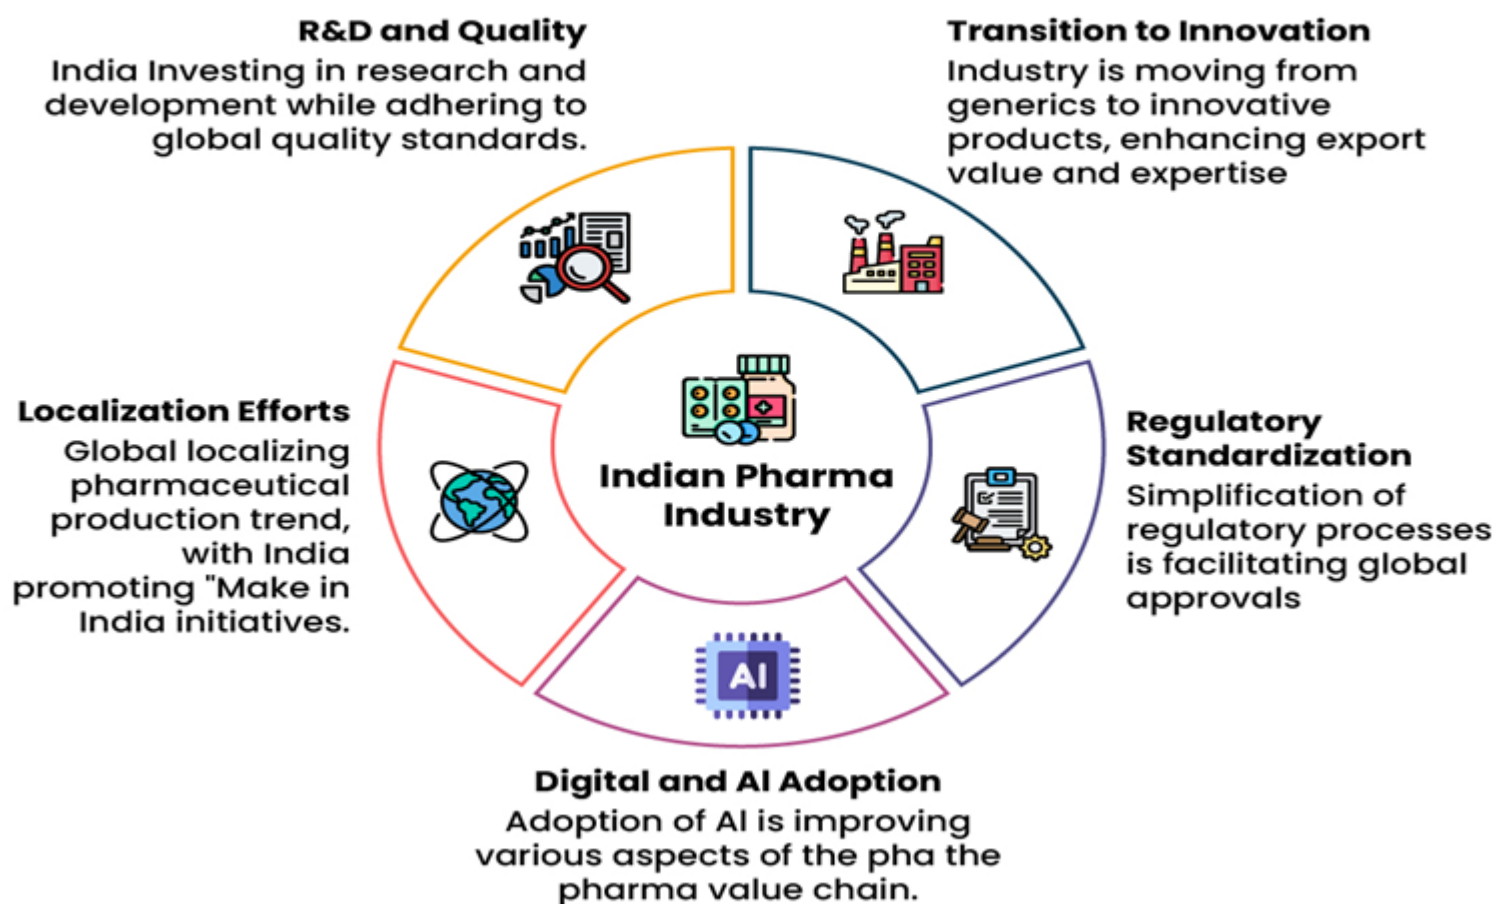 R&D and Quality
India Investing in research and
development while adhering to
global quality standards.
Transition to Innovation
Industry is moving from
generics to innovative
products, enhancing export
value and expertise
Localization Efforts
Global localizing
pharmaceutical
production trend,
with India
promoting "Make in
India initiatives.
Indian Pharma
Industry
Regulatory
Standardization
Simplification of
regulatory processes
is facilitating global
approvals
AI
Digital and AI Adoption
Adoption of AI is improving
various aspects of the pha the
pharma value chain.